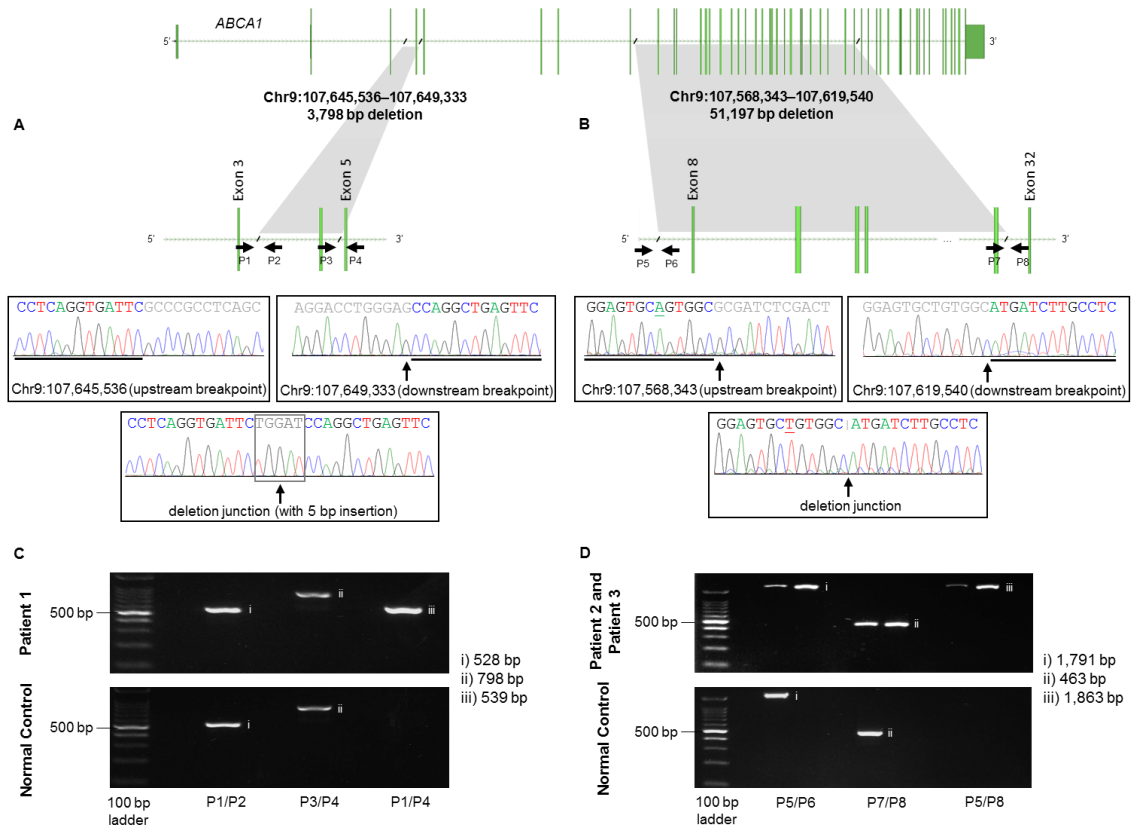 ABCA1
5'
3'
Chr9:107,645,536–107,649,333
3,798 bp deletion
Chr9:107,568,343–107,619,540
51,197 bp deletion
A
Exon 3
Exon 5
5'
3'
P1
P2
P3
P4
CCTCAGGTGATTCGCCCGCCTCAGC
Chr9:107,645,536 (upstream breakpoint)
AGGACCTGGGAGCCAGGCTGAGTTC
Chr9:107,649,333 (downstream breakpoint)
CCTCAGGTGATTCTGGATCCAGGCTGAGTTC
deletion junction (with 5 bp insertion)
B
Exon 8
Exon 32
5'
...
3'
P5
P6
P7
P8
GGAGTGCAGTGGCGCGATCTCGACT
Chr9:107,568,343 (upstream breakpoint)
GGAGTGCTGTGGCATGATCTTGCCTC
Chr9:107,619,540 (downstream breakpoint)
GGAGTGCTGTGGCATGATCTTGCCTC
deletion junction
C
Patient 1
500 bp
i
ii
iii
i) 528 bp
ii) 798 bp
iii) 539 bp
Normal Control
500 bp
i
ii
100 bp
ladder
P1/P2
P3/P4
P1/P4
D
Patient 2 and
Patient 3
500 bp
i
ii
iii
i) 1,791 bp
ii) 463 bp
iii) 1,863 bp
Normal Control
500 bp
i
ii
100 bp
ladder
P5/P6
P7/P8
P5/P8